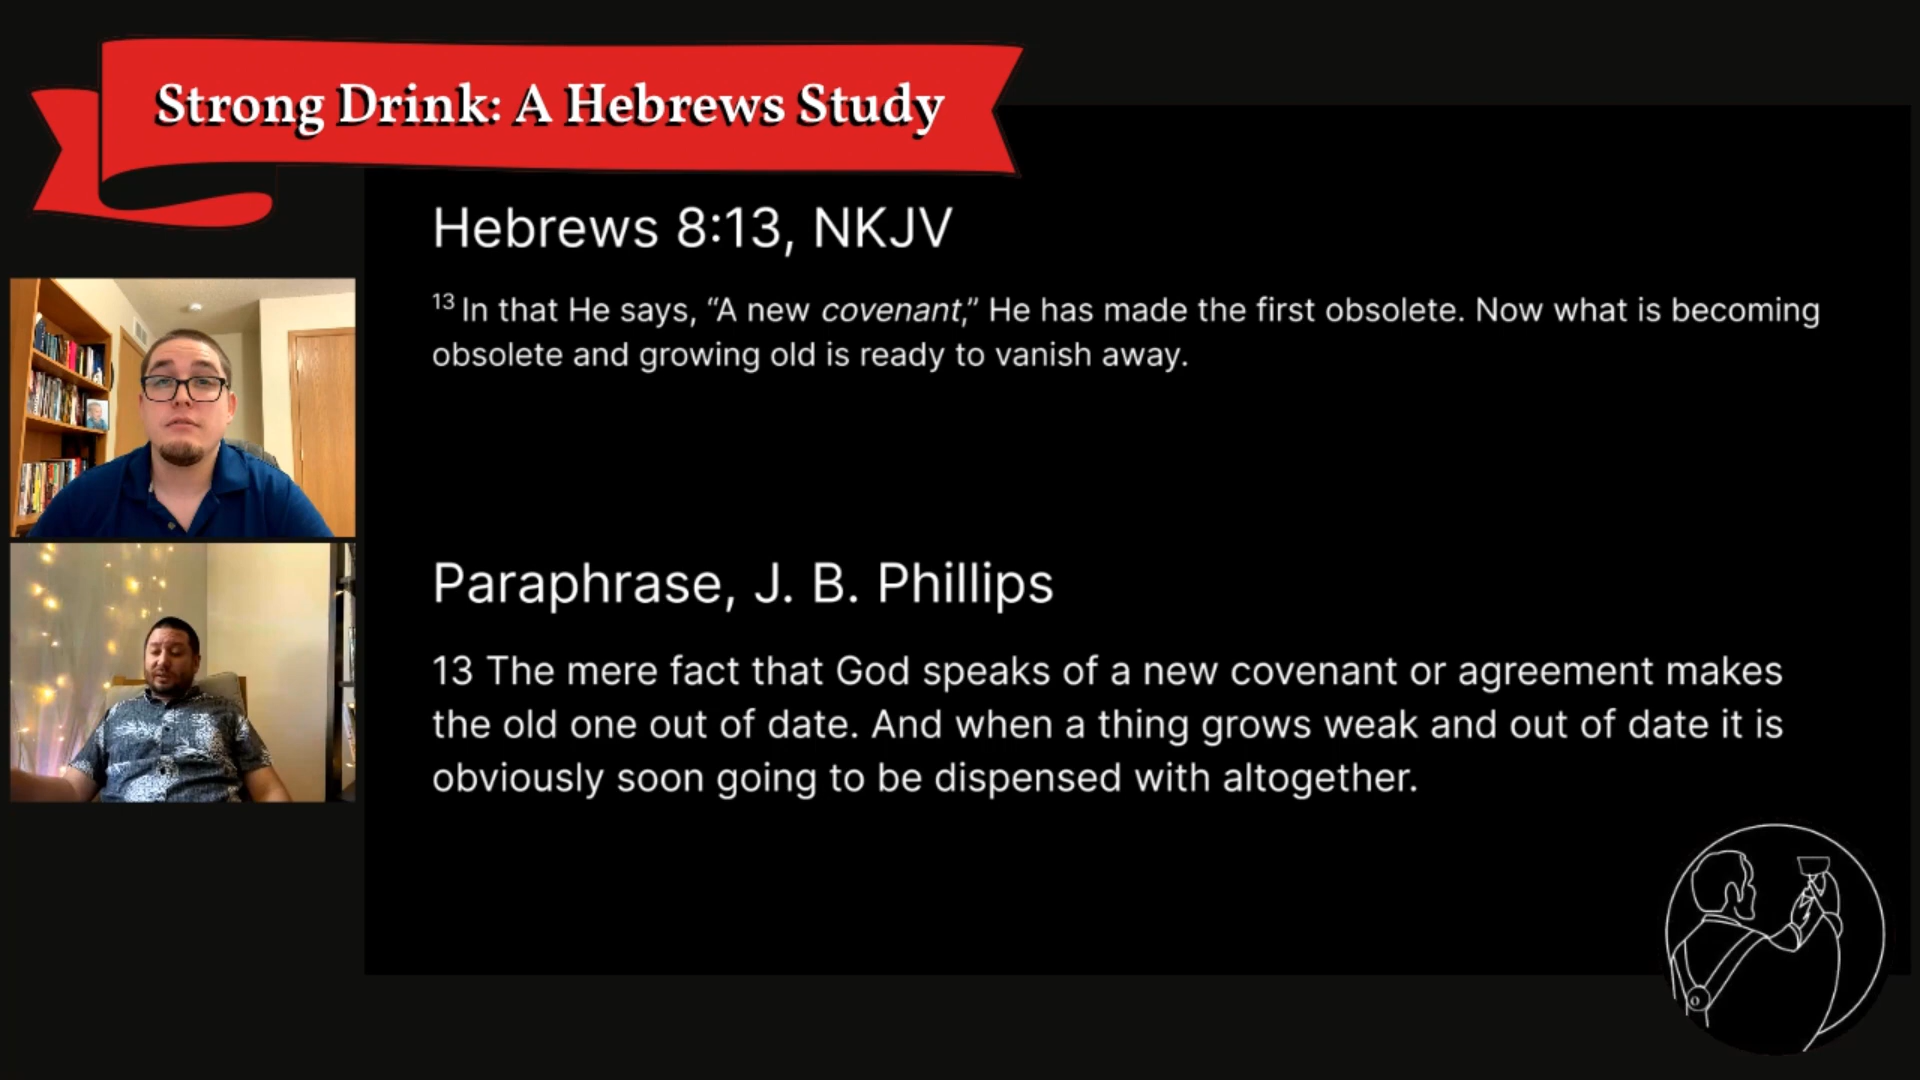 Strong Drink: A Hebrews Study
Hebrews 8:13, NKJV
13 In that He says, “A new covenant,” He has made the first obsolete. Now what is becoming
obsolete and growing old is ready to vanish away.
Paraphrase, J. B. Phillips
13 The mere fact that God speaks of a new covenant or agreement makes
the old one out of date. And when a thing grows weak and out of date it is
obviously soon going to be dispensed with altogether.